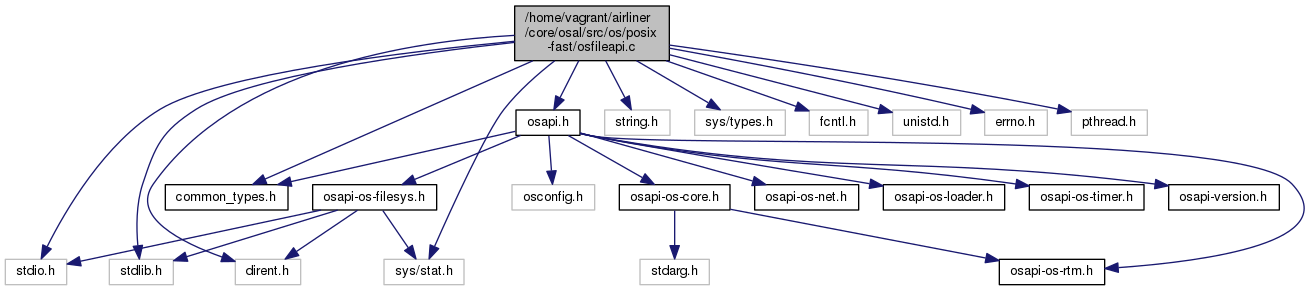 /home/vagrant/airliner
/core/osal/src/os/posix
-fast/osfileapi.c
osapi.h
string.h
sys/types.h
fcntl.h
unistd.h
errno.h
pthread.h
common_types.h
osapi-os-filesys.h
osconfig.h
osapi-os-core.h
osapi-os-net.h
osapi-os-loader.h
osapi-os-timer.h
osapi-version.h
stdio.h
stdlib.h
dirent.h
sys/stat.h
stdarg.h
osapi-os-rtm.h